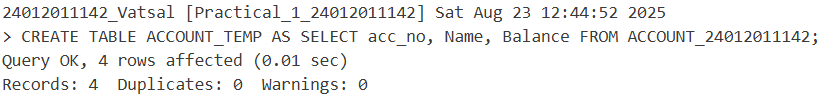 24012011142_Vatsal [Practical_1_24012011142] Sat Aug 23 12:44:52 2025
> CREATE TABLE ACCOUNT_TEMP AS SELECT acc_no, Name, Balance FROM ACCOUNT_24012011142;
Query OK, 4 rows affected (0.01 sec)
Records: 4  Duplicates: 0  Warnings: 0